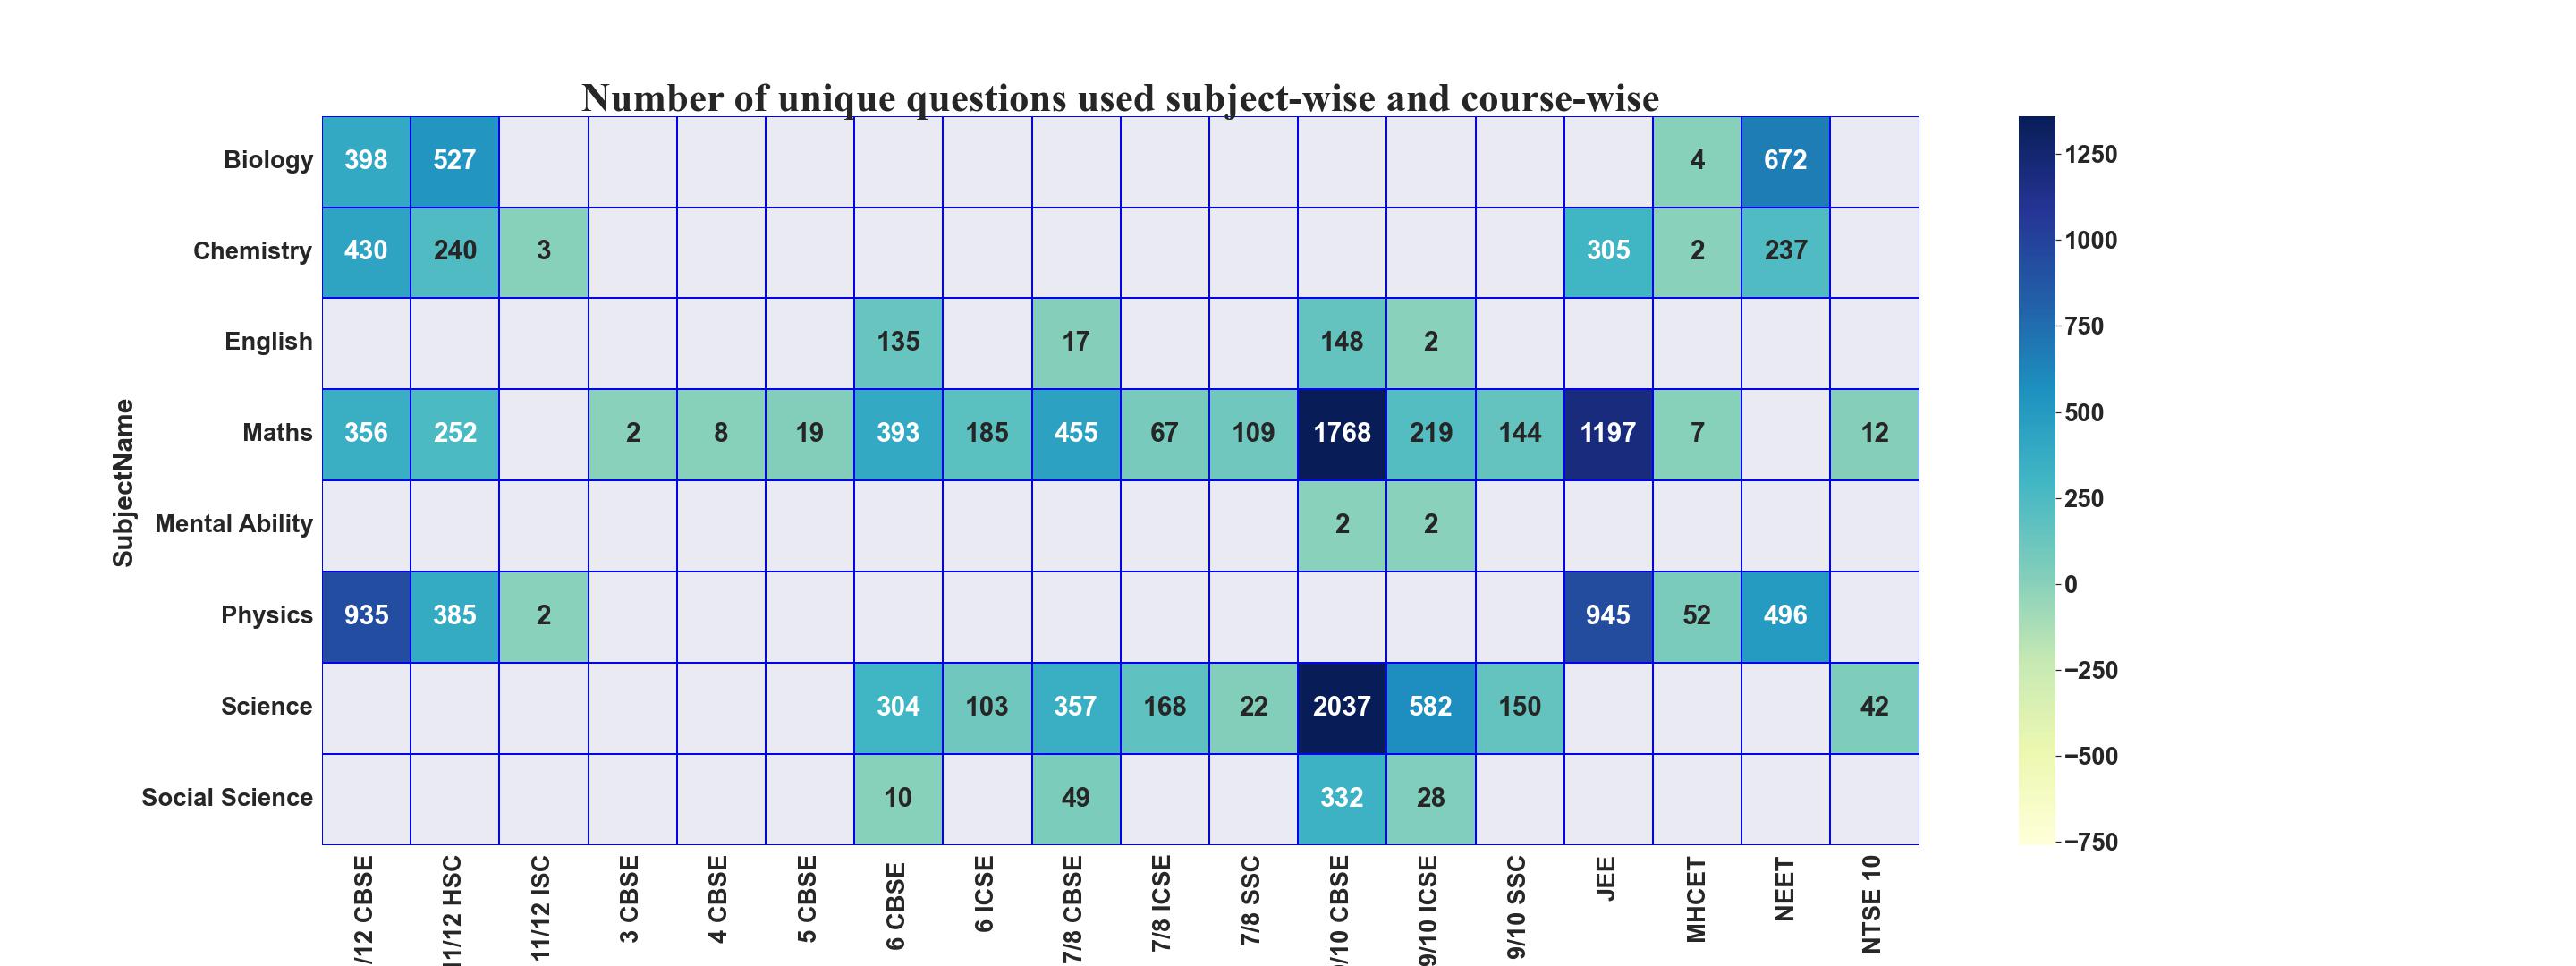 Number of unique questions used subject-wise and course-wise
SubjectName
Biology 398 527 4 672
Chemistry 430 240 3 305 2 237
English 135 17 148 2
Maths 356 252 2 8 19 393 185 455 67 109 1768 219 144 1197 7 12
Mental Ability 2 2
Physics 935 385 2 945 52 496
Science 304 103 357 168 22 2037 582 150 42
Social Science 10 49 332 28
/12 CBSE
11/12 HSC
11/12 ISC
3 CBSE
4 CBSE
5 CBSE
6 CBSE
6 ICSE
7/8 CBSE
7/8 ICSE
7/8 SSC
/10 CBSE
9/10 ICSE
9/10 SSC
JEE
MHCET
NEET
NTSE 10
1250
1000
750
500
250
0
−250
−500
−750